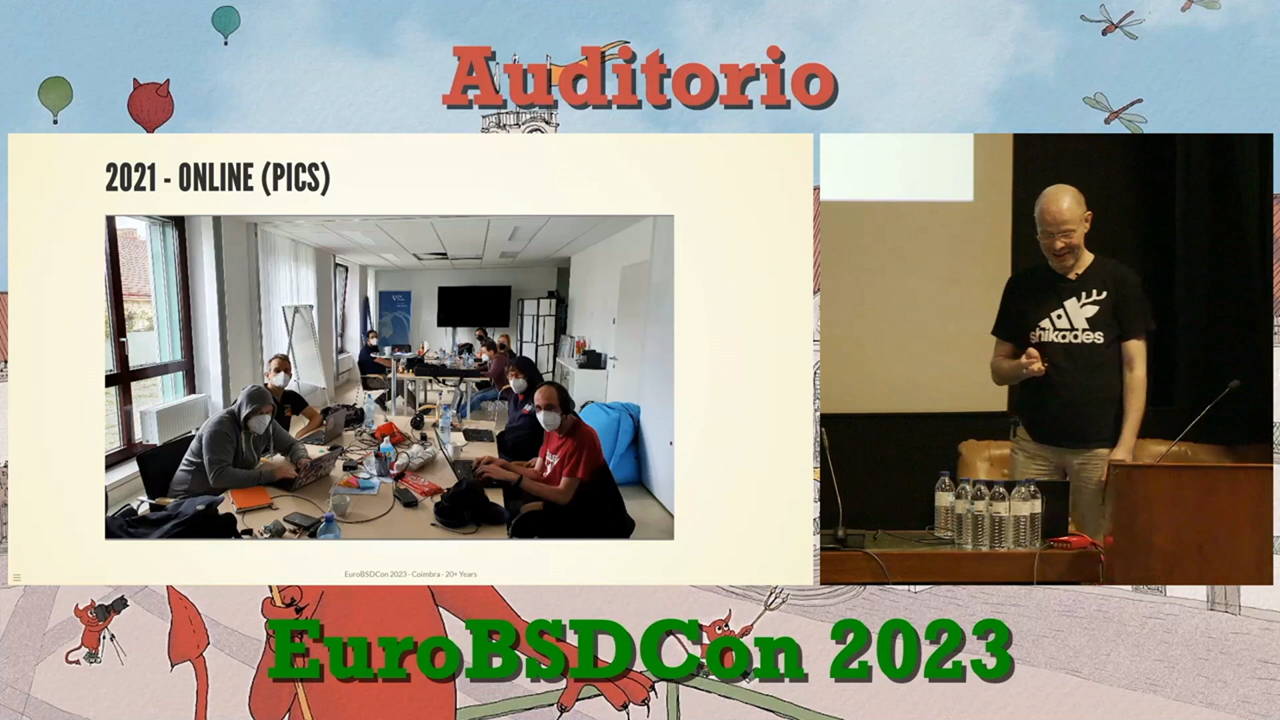 Auditorio
2021 - ONLINE (PICS)
shikades
EuroBSDCon 2023 - Coimbra - 20+ Years
EuroBSDCon 2023